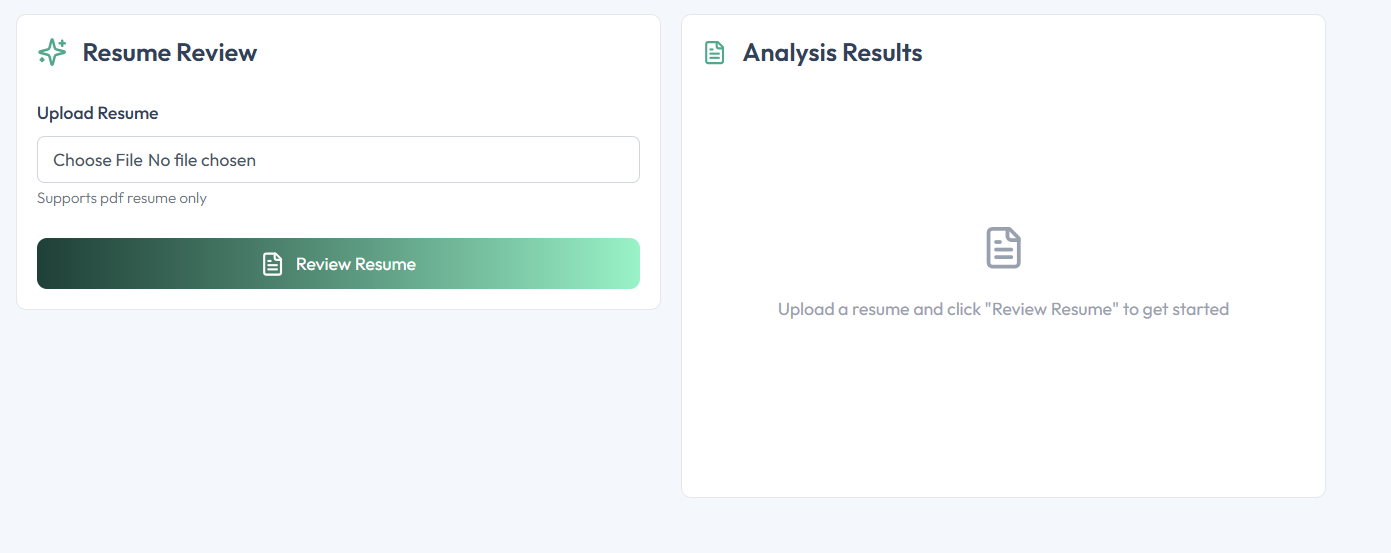 Resume Review
Upload Resume
Choose File No file chosen
Supports pdf resume only
Review Resume
Analysis Results
Upload a resume and click "Review Resume" to get started